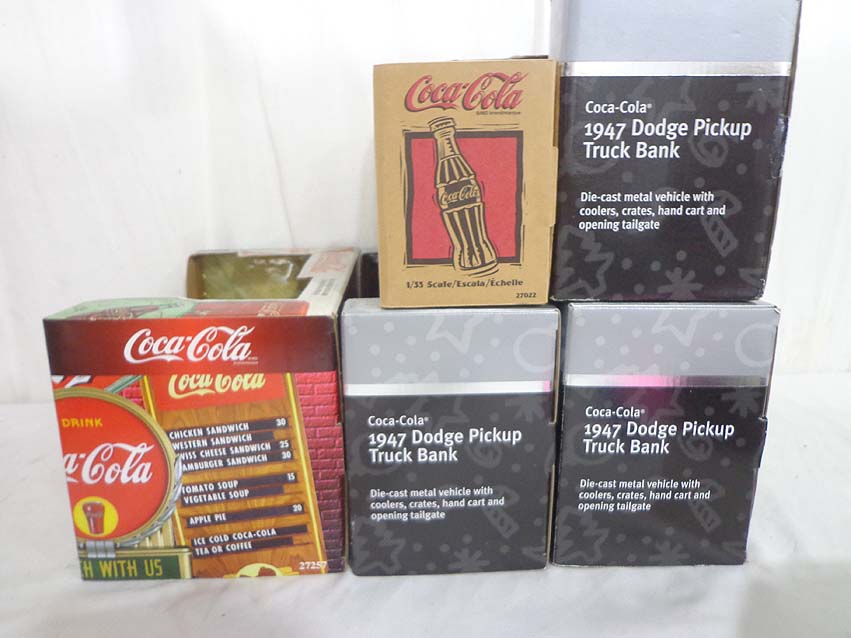 Coca-Cola
Coca-Cola
1/35 Scale/Escala/Échelle
27022
Coca-Cola®
1947 Dodge Pickup
Truck Bank
Die-cast metal vehicle with
coolers, crates, hand cart and
opening tailgate
Coca-Cola
Coca-Cola
DRINK
a-Cola
CHICKEN SANDWICH 30
WESTERN SANDWICH
WISS CHEESE SANDWICH 25
HAMBURGER SANDWICH 20
TOMATO SOUP 15
VEGETABLE SOUP
APPLE PIE 20
ICE COLD COCA-COLA
TEA OR COFFEE
H WITH US
27257
Coca-Cola®
1947 Dodge Pickup
Truck Bank
Die-cast metal vehicle with
coolers, crates, hand cart and
opening tailgate
Coca-Cola®
1947 Dodge Pickup
Truck Bank
Die-cast metal vehicle with
coolers, crates, hand cart and
opening tailgate